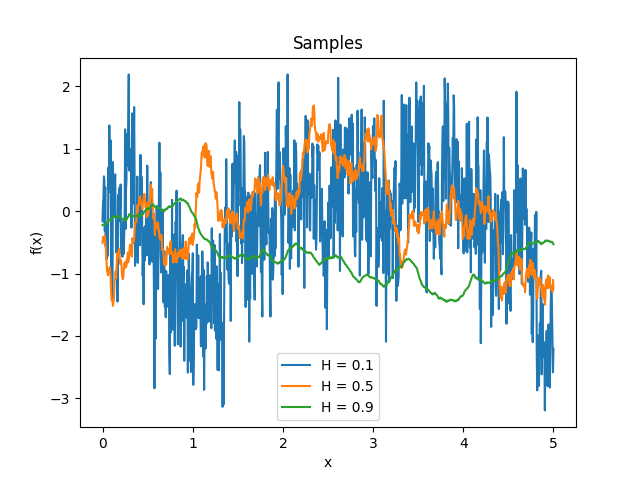 Samples
f(x)
2
1
0
−1
−2
−3
H = 0.1
H = 0.5
H = 0.9
0 1 2 3 4 5
x